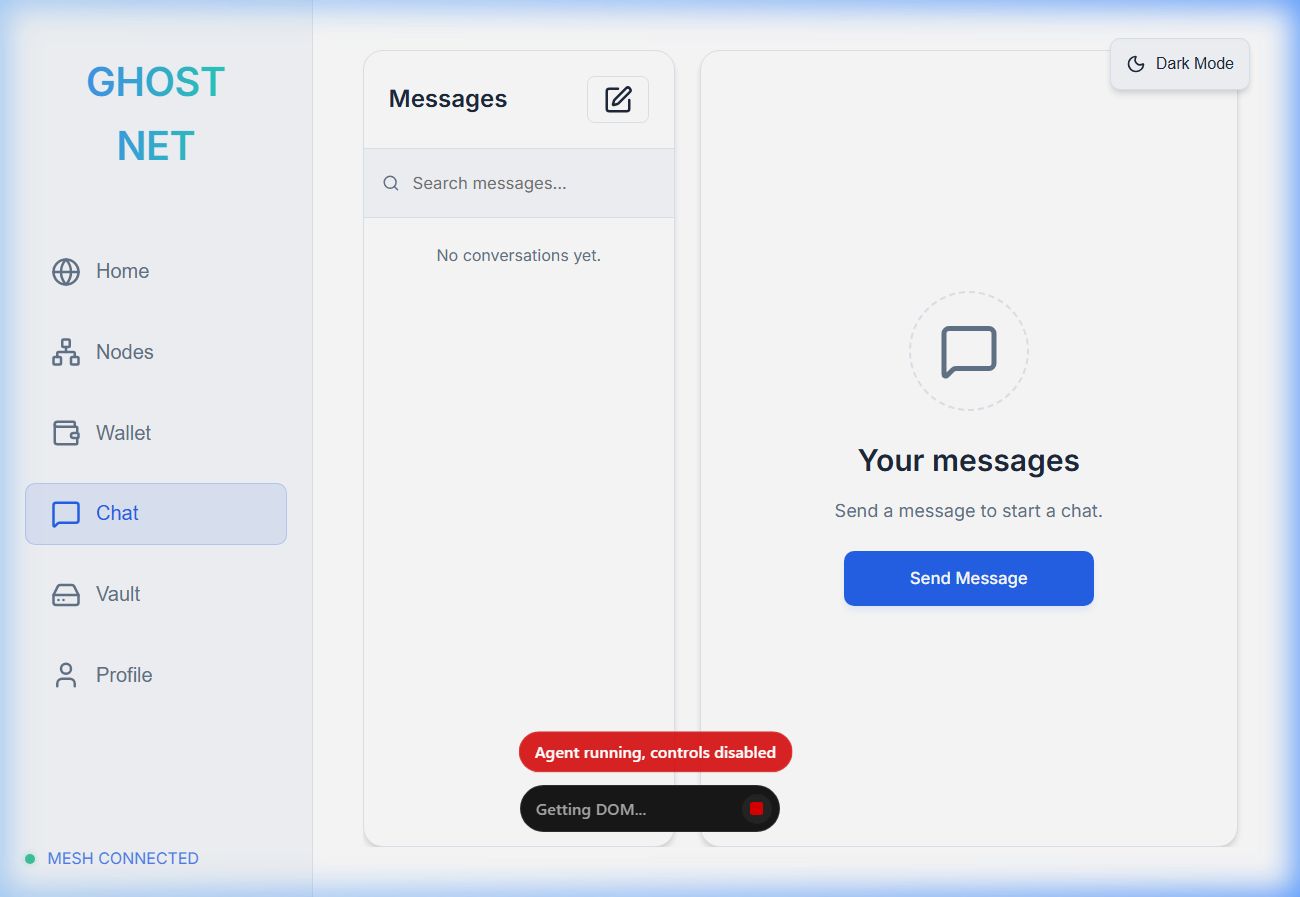 GHOST
NET
Home
Nodes
Wallet
Chat
Vault
Profile
MESH CONNECTED
Messages
Search messages...
No conversations yet.
Dark Mode
Your messages
Send a message to start a chat.
Send Message
Agent running, controls disabled
Getting DOM...